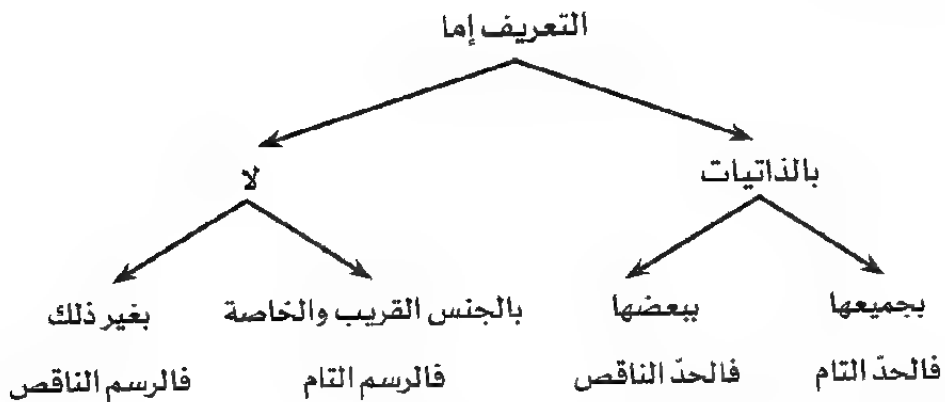 التعريف إما
بالذاتيات
لا
بجميعها
ببعضها
بالجنس القريب والخاصة
بغير ذلك
فالحدّ التام
فالحدّ الناقص
فالرسم التام
فالرسم الناقص